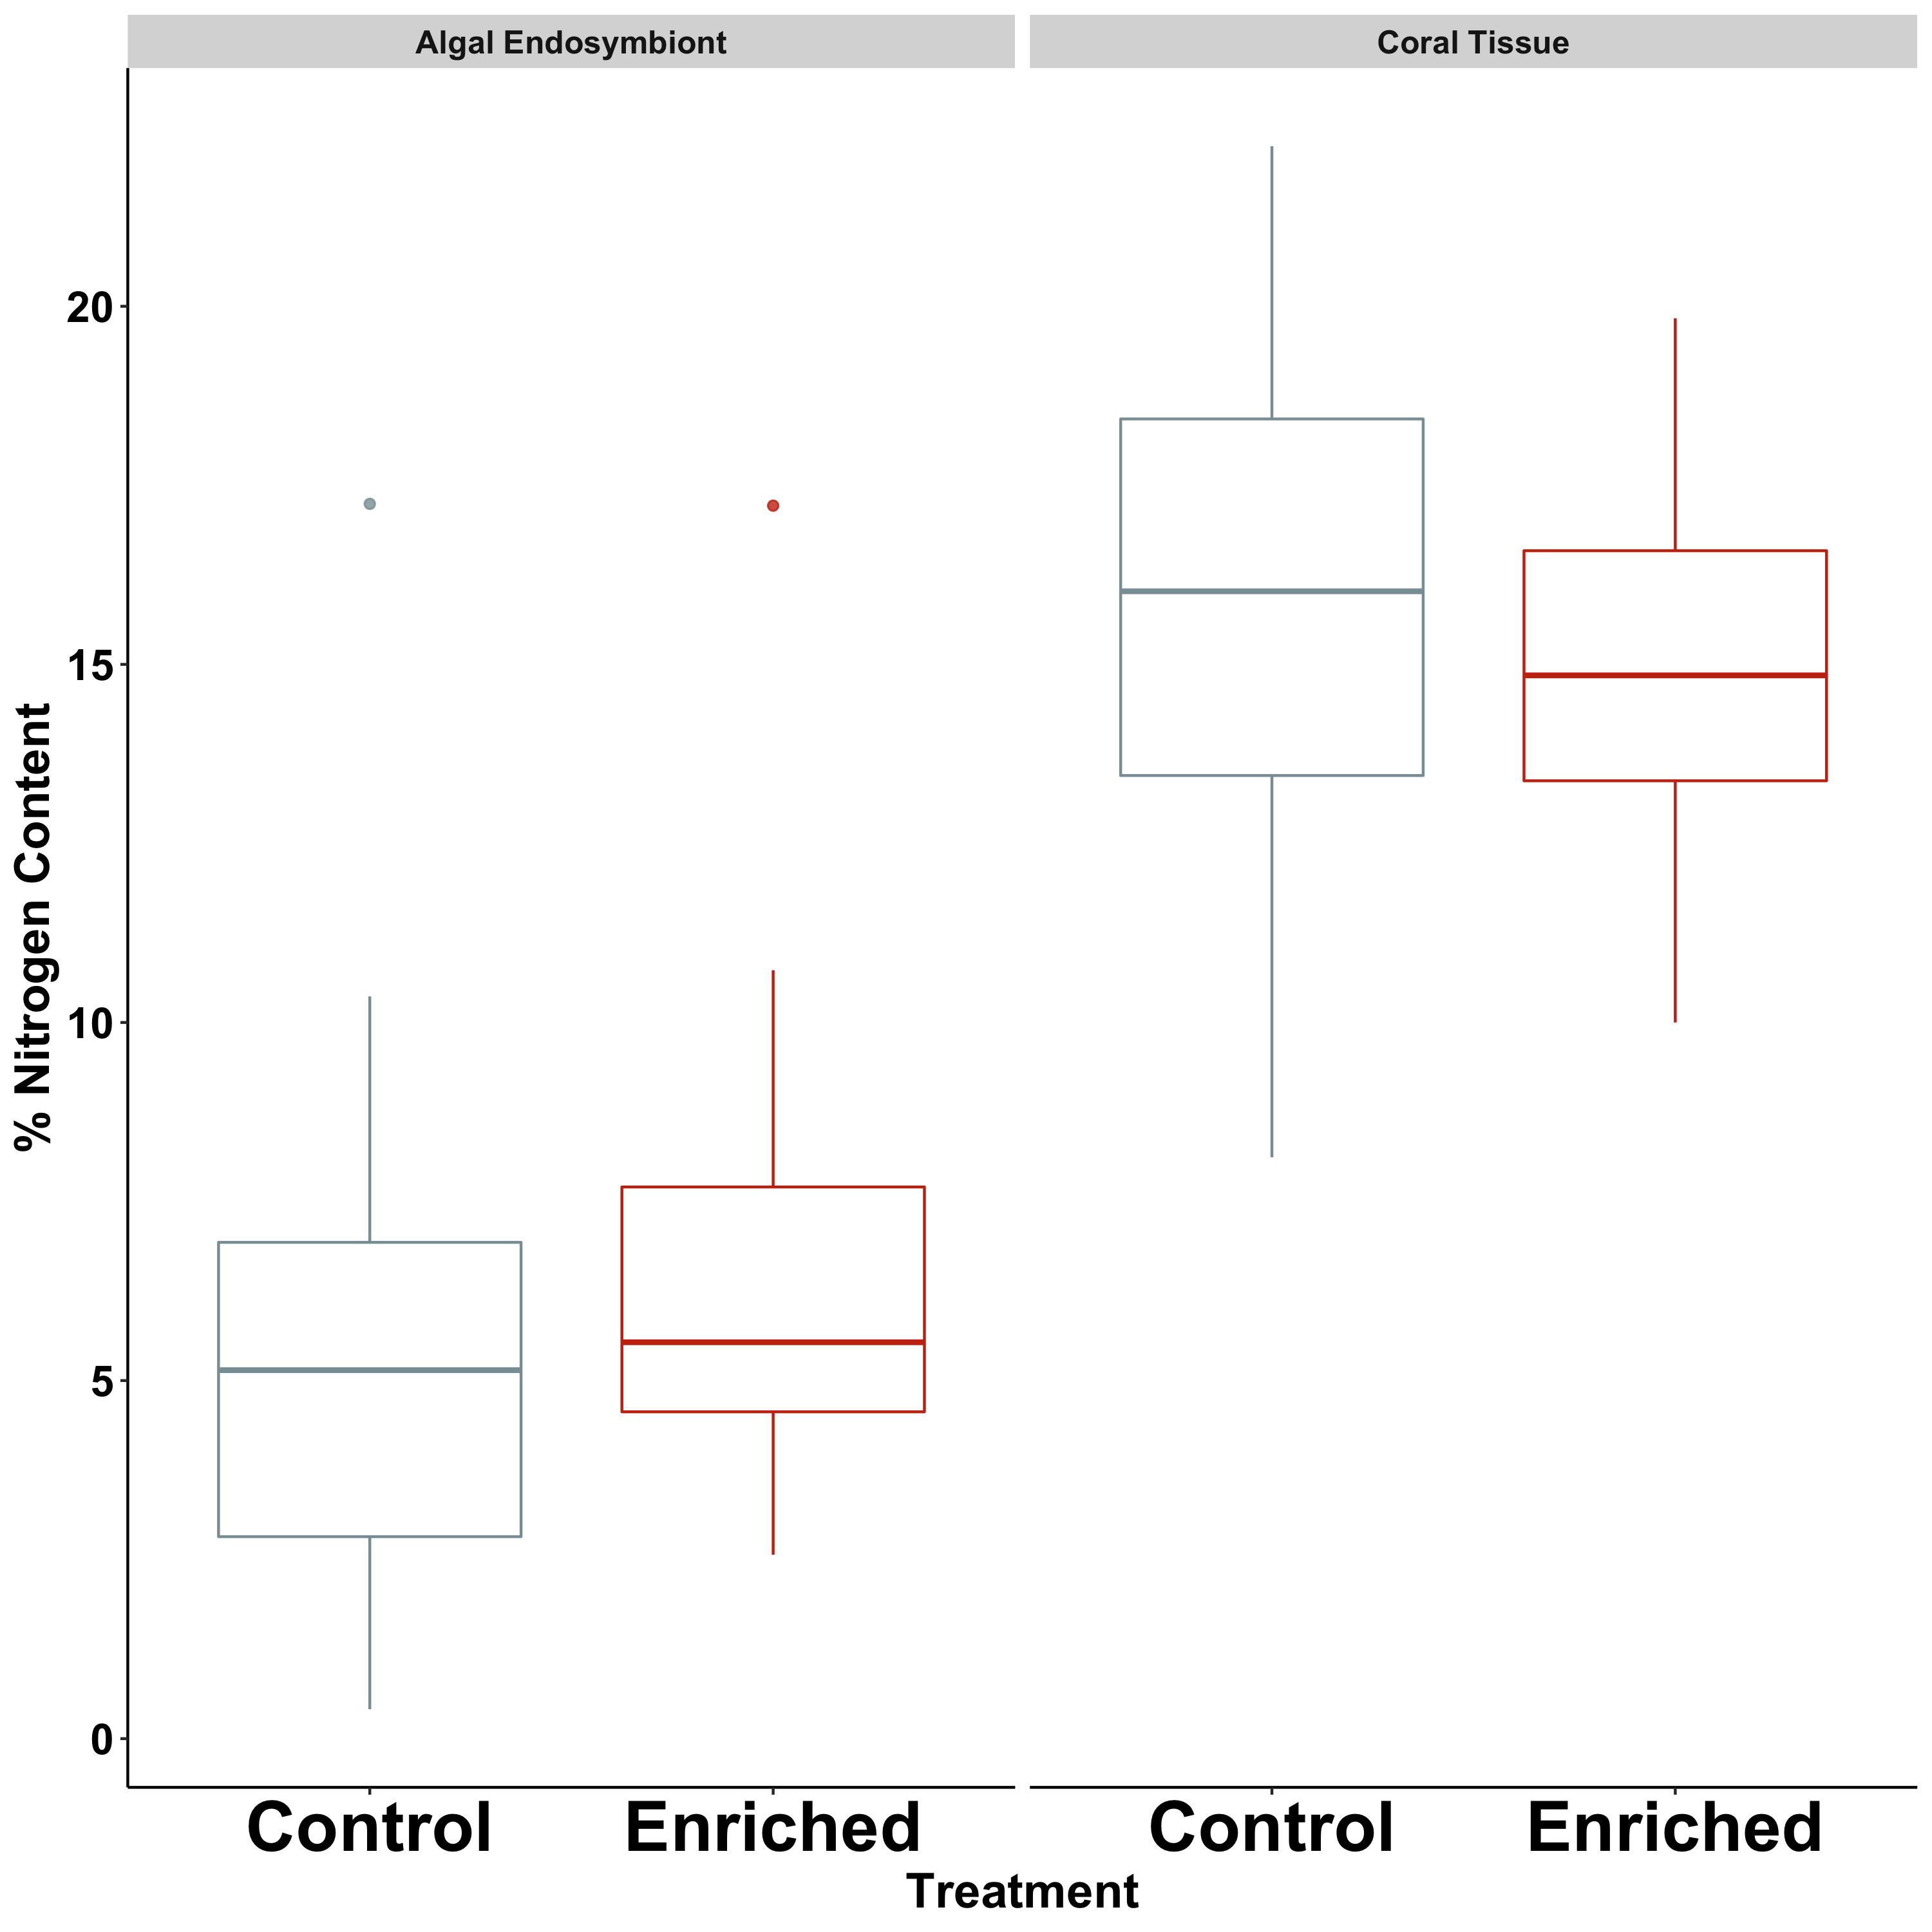 Algal Endosymbiont
Coral Tissue
% Nitrogen Content
20
15
10
5
0
Control
Enriched
Control
Enriched
Treatment